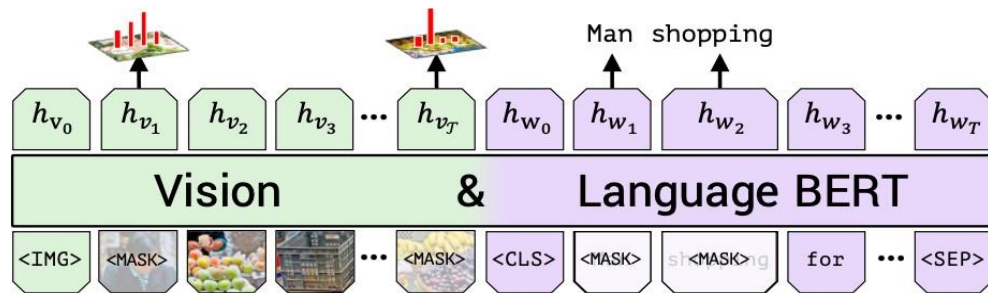 Man shopping
h_v0 h_v1 h_v2 h_v3 ... h_v𝒯 h_w0 h_w1 h_w2 h_w3 ... h_wT
Vision & Language BERT
<IMG> <MASK> ... <MASK> <CLS> <MASK> shopping <MASK> for ... <SEP>